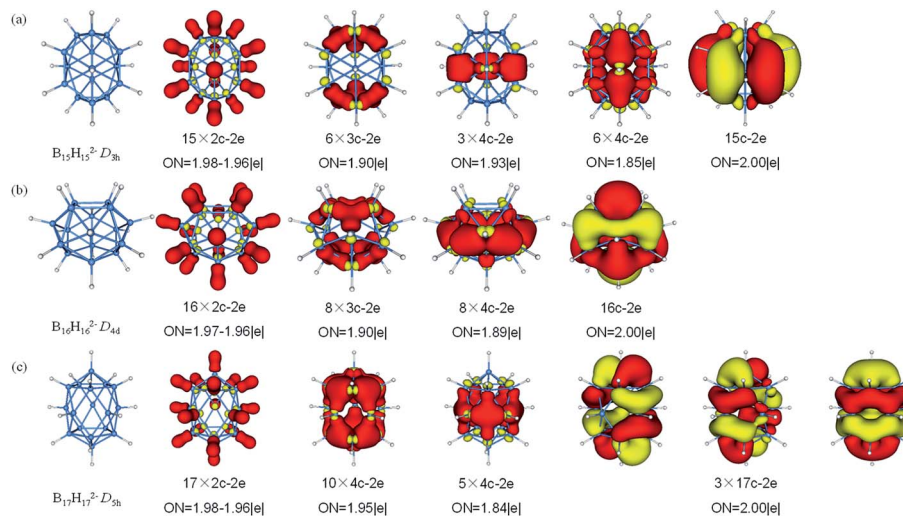 (a)
15×2c-2e 6×3c-2e 3×4c-2e 6×4c-2e 15c-2e
B₁₅H₁₅²⁻ D₃ₕ ON=1.98-1.96|e| ON=1.90|e| ON=1.93|e| ON=1.85|e| ON=2.00|e|
(b)
16×2c-2e 8×3c-2e 8×4c-2e 16c-2e
B₁₆H₁₆²⁻ D₄d ON=1.97-1.96|e| ON=1.90|e| ON=1.89|e| ON=2.00|e|
(c)
17×2c-2e 10×4c-2e 5×4c-2e 3×17c-2e
B₁₇H₁₇²⁻ D₅ₕ ON=1.98-1.96|e| ON=1.95|e| ON=1.84|e| ON=2.00|e|